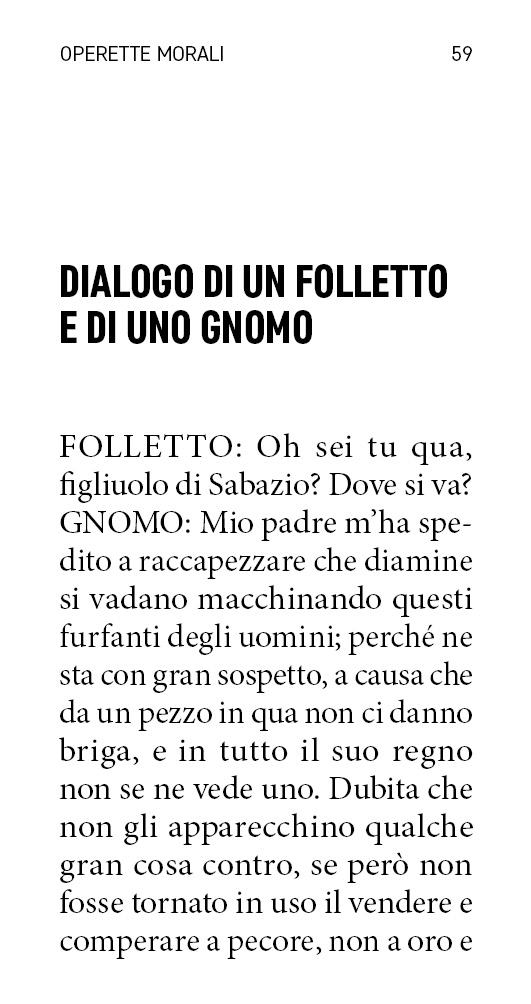 OPERETTE MORALI 59
DIALOGO DI UN FOLLETTO
E DI UNO GNOMO
FOLLETTO: Oh sei tu qua,
figliuolo di Sabazio? Dove si va?
GNOMO: Mio padre m’ha spe-
dito a raccapezzare che diamine
si vadano macchinando questi
furfanti degli uomini; perché ne
sta con gran sospetto, a causa che
da un pezzo in qua non ci danno
briga, e in tutto il suo regno
non se ne vede uno. Dubita che
non gli apparecchino qualche
gran cosa contro, se però non
fosse tornato in uso il vendere e
comperare a pecore, non a oro e